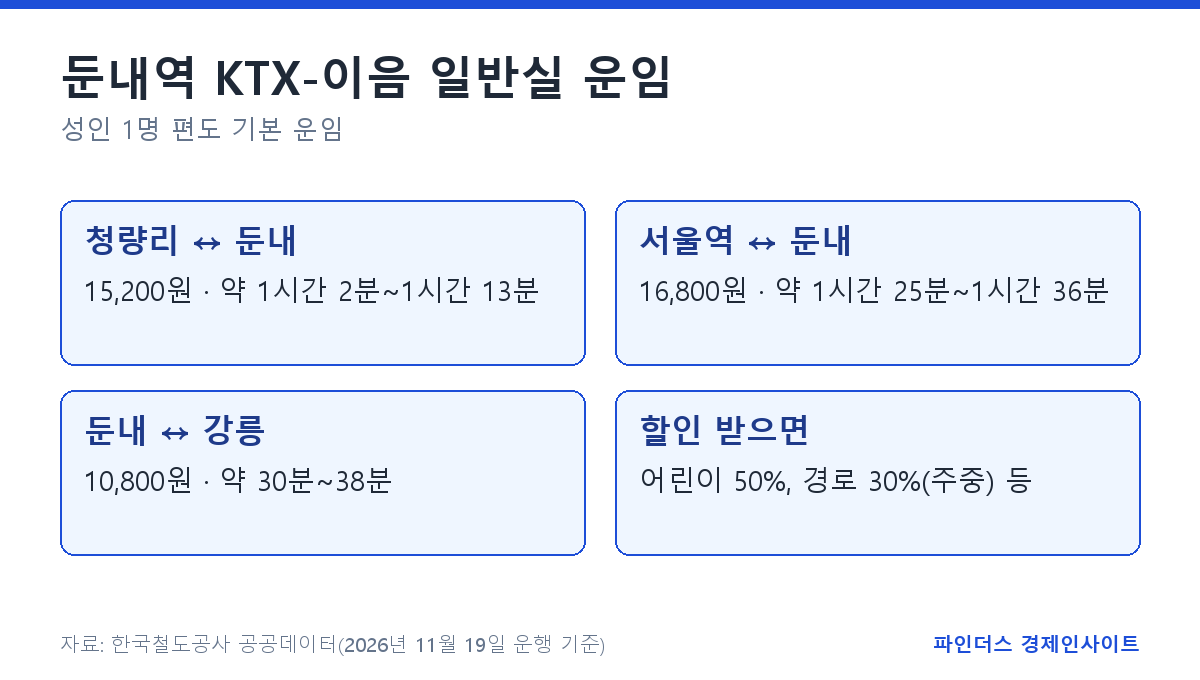 둔내역 KTX-이음 일반실 운임
성인 1명 편도 기본 운임
청량리 ↔ 둔내
15,200원 · 약 1시간 2분~1시간 13분
서울역 ↔ 둔내
16,800원 · 약 1시간 25분~1시간 36분
둔내 ↔ 강릉
10,800원 · 약 30분~38분
할인 받으면
어린이 50%, 경로 30%(주중) 등
자료: 한국철도공사 공공데이터(2026년 11월 19일 운행 기준)
파인더스 경제인사이트